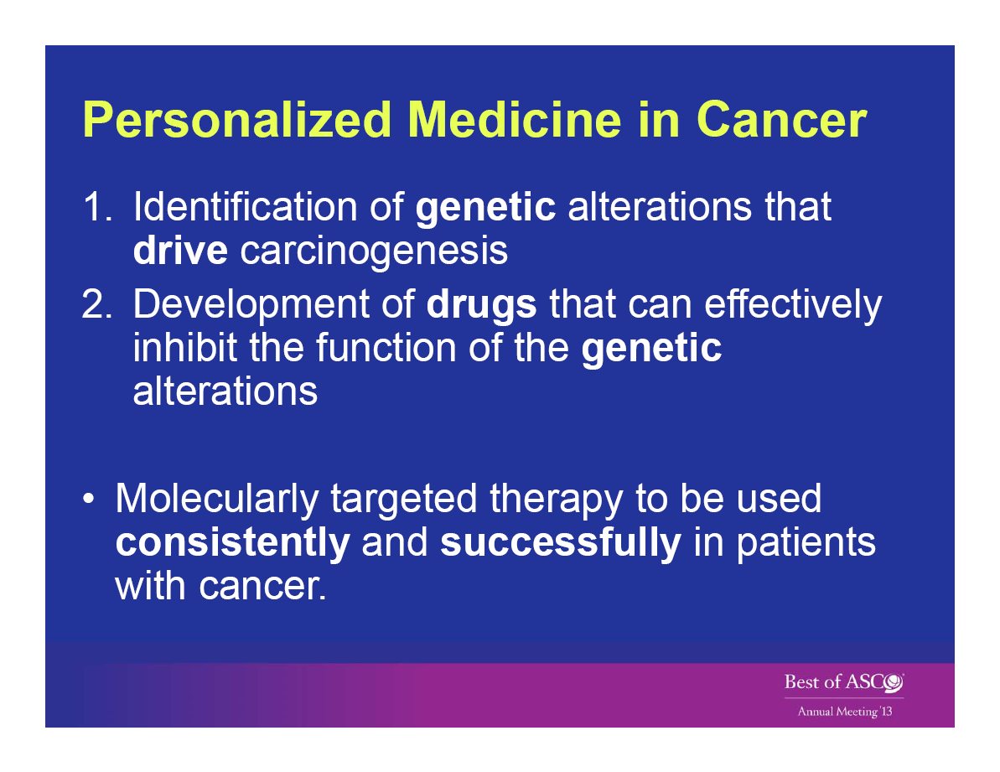 Personalized Medicine in Cancer
1. Identification of genetic alterations that
drive carcinogenesis
2. Development of drugs that can effectively
inhibit the function of the genetic
alterations
• Molecularly targeted therapy to be used
consistently and successfully in patients
with cancer.
Best of ASCO®
Annual Meeting '13